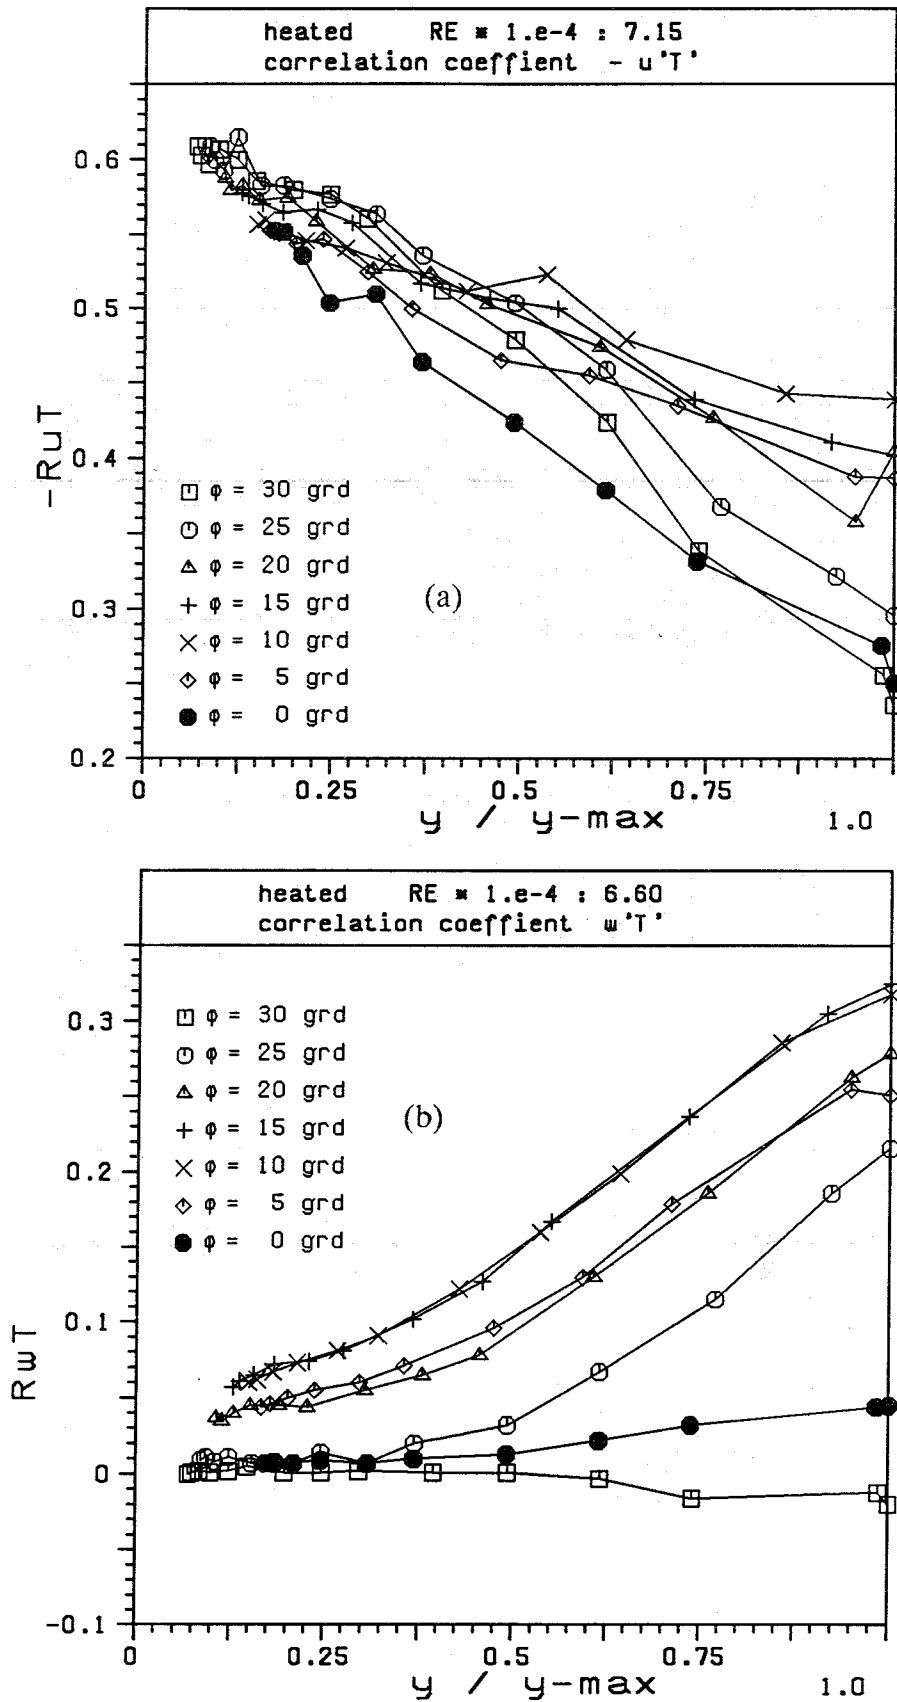 heated RE * 1.e-4 : 7.15
correlation coeffient - u'T'
0.6
0.5
0.4
0.3
0.2
-RuT
φ = 30 grd
φ = 25 grd
φ = 20 grd
φ = 15 grd
φ = 10 grd
φ = 5 grd
φ = 0 grd
(a)
0 0.25 0.5 0.75 1.0
y / y-max
heated RE * 1.e-4 : 6.60
correlation coeffient w'T'
0.3
0.2
0.1
0
-0.1
RwT
φ = 30 grd
φ = 25 grd
φ = 20 grd
φ = 15 grd
φ = 10 grd
φ = 5 grd
φ = 0 grd
(b)
0 0.25 0.5 0.75 1.0
y / y-max